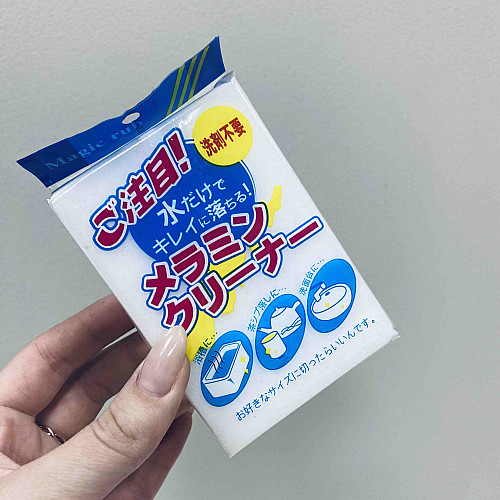 Magic rub
洗剤不要
ご注目!
水だけで
キレイに落ちる!
メラミン
クリーナー
浴槽に…
茶シブ落しに…
洗面台に…
お好きなサイズに切ったらいいんです。